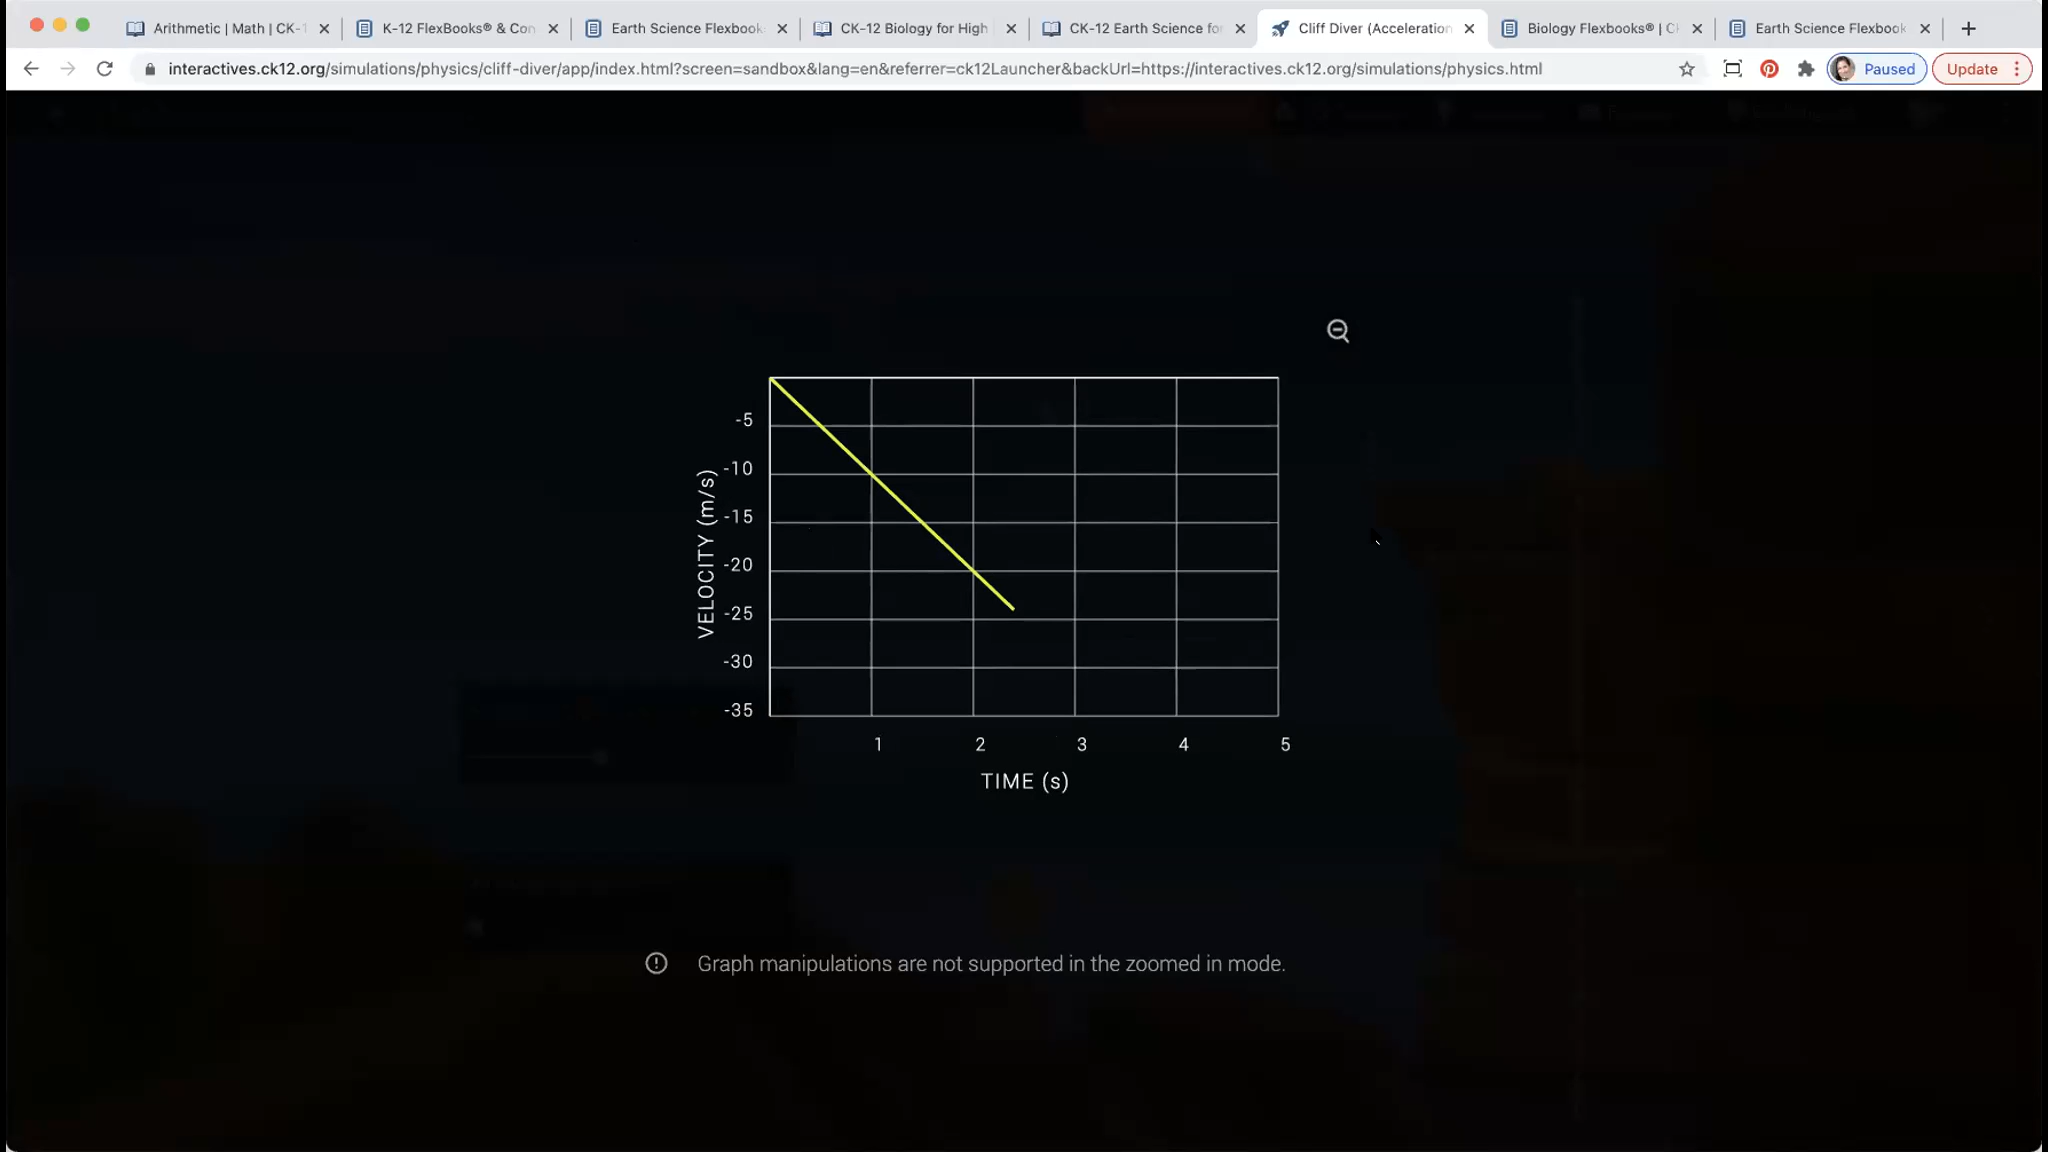 Arithmetic | Math | CK-1
K-12 FlexBooks® & Con
Earth Science Flexbook
CK-12 Biology for High
CK-12 Earth Science for
Cliff Diver (Acceleration
Biology Flexbooks® | C
Earth Science Flexbook
interactives.ck12.org/simulations/physics/cliff-diver/app/index.html?screen=sandbox&lang=en&referrer=ck12Launcher&backUrl=https://interactives.ck12.org/simulations/physics.html
Paused
Update
VELOCITY (m/s)
-5
-10
-15
-20
-25
-30
-35
1 2 3 4 5
TIME (s)
Graph manipulations are not supported in the zoomed in mode.